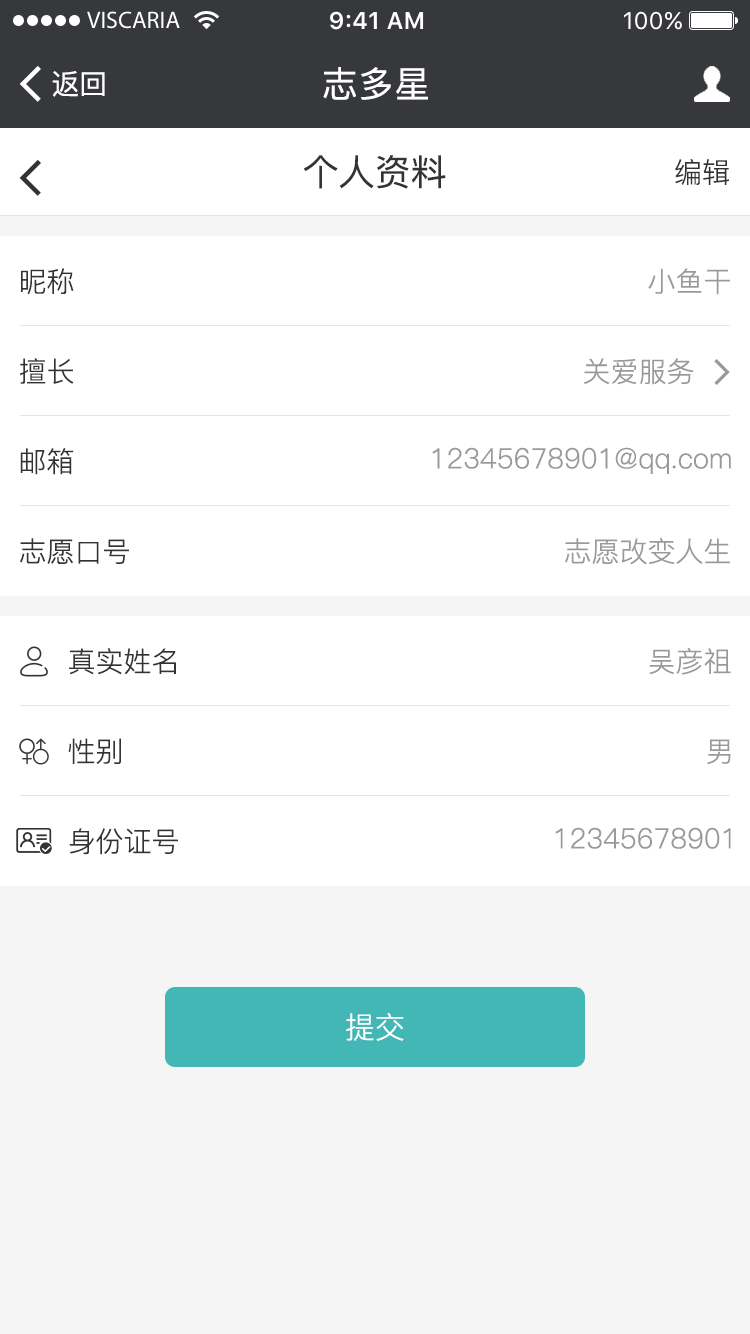 VISCARIA 9:41 AM 100%
返回 志多星
个人资料 编辑
昵称 小鱼干
擅长 关爱服务
邮箱 12345678901@qq.com
志愿口号 志愿改变人生
真实姓名 吴彦祖
性别 男
身份证号 12345678901
提交